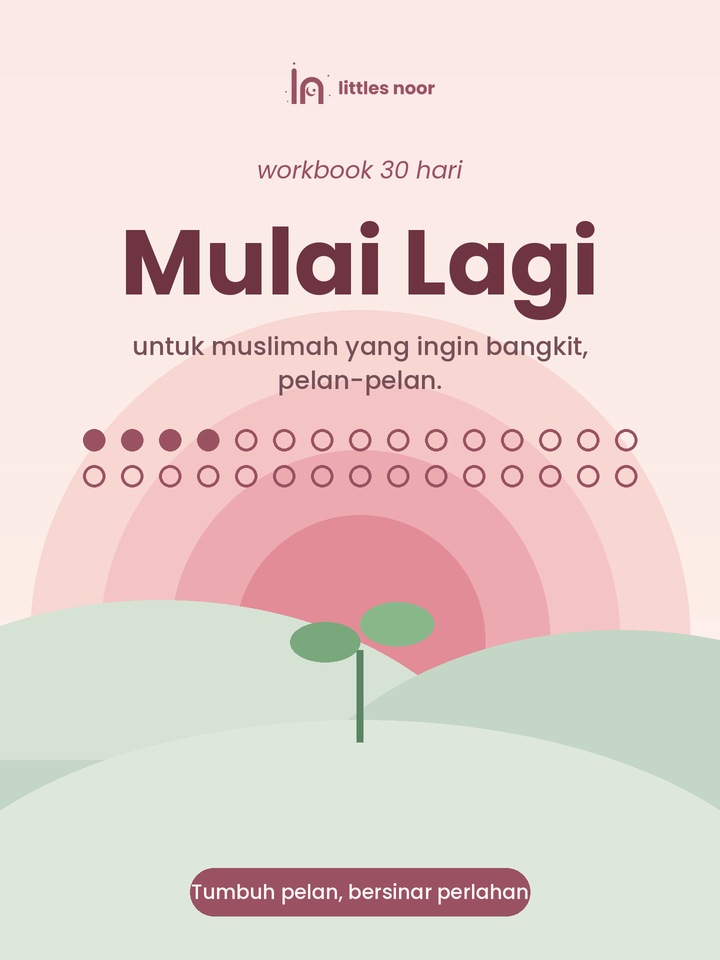 littles noor
workbook 30 hari
Mulai Lagi
untuk muslimah yang ingin bangkit,
pelan-pelan.
Tumbuh pelan, bersinar perlahan